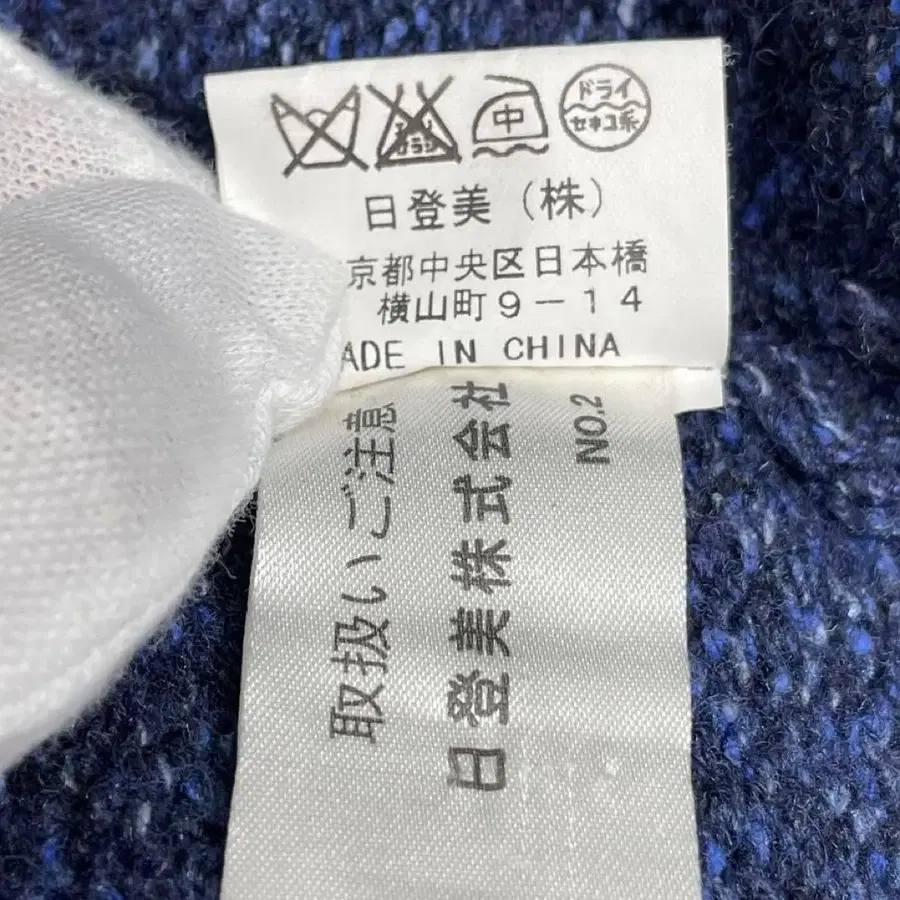 中
ドライ
セキユ系
日登美（株）
京都中央区日本橋
横山町９－１４
ADE IN CHINA
取扱いご注意
日登美株式会社
NO.2